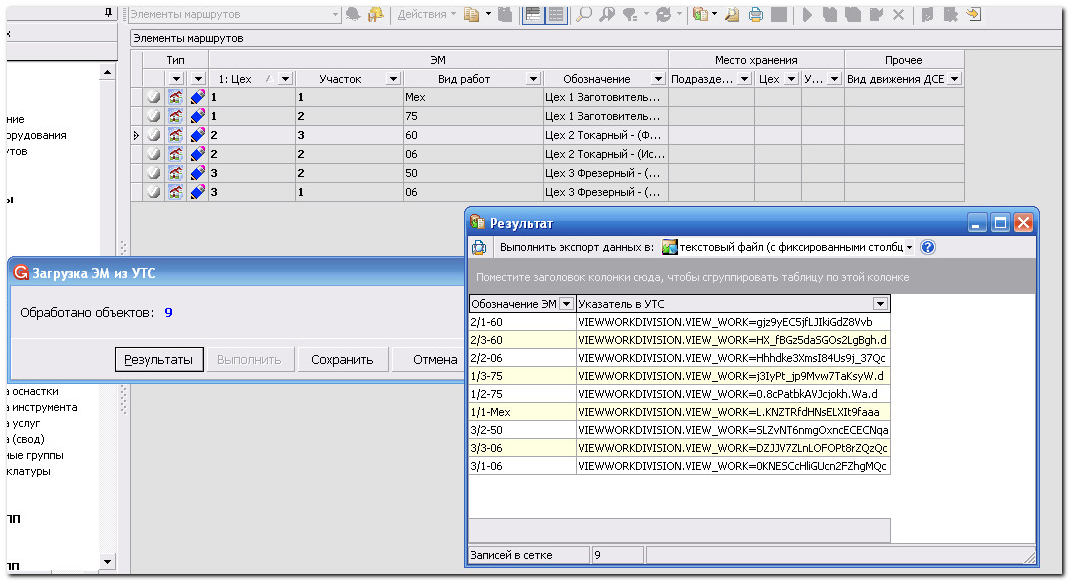 Элементы маршрутов
Действия
Элементы маршрутов
Тип ЭМ Место хранения Прочее
1: Цех Участок Вид работ Обозначение Подразде... Цех У... Вид движения ДСЕ
1 1 Мех Цех 1 Заготовитель...
1 2 75 Цех 1 Заготовитель...
2 3 60 Цех 2 Токарный - (Ф...
2 2 06 Цех 2 Токарный - (Ис...
3 2 50 Цех 3 Фрезерный - (...
3 1 06 Цех 3 Фрезерный - (...
ние
орудования
утов
ы
Загрузка ЭМ из УТС
Обработано объектов: 9
Результаты Выполнить Сохранить Отмена
а оснастки
а инструмента
а услуг
а (свод)
ные группы
клатуры
ПП
ПП
Результат
Выполнить экспорт данных в: текстовый файл (с фиксированными столбц
Поместите заголовок колонки сюда, чтобы сгруппировать таблицу по этой колонке
Обозначение ЭМ Указатель в УТС
2/1-60 VIEWWORKDIVISION.VIEW_WORK=gjz9yEC5jfLJIkiGdZ8Vvb
2/3-60 VIEWWORKDIVISION.VIEW_WORK=HX_fBGz5daSGOs2LgBgh.d
2/2-06 VIEWWORKDIVISION.VIEW_WORK=Hhhdke3XmsI84Us9j_37Qc
1/3-75 VIEWWORKDIVISION.VIEW_WORK=j3IyPt_jp9Mvw7TaKsyW.d
1/2-75 VIEWWORKDIVISION.VIEW_WORK=0.8cPatbkAVJcjokh.Wa.d
1/1-Мех VIEWWORKDIVISION.VIEW_WORK=L.KNZTRfdHNsELXIt9faaa
3/2-50 VIEWWORKDIVISION.VIEW_WORK=SLZvNT6nmgOxncECECNqa
3/3-06 VIEWWORKDIVISION.VIEW_WORK=DZJJV7ZLnLOFOPt8rZQzQc
3/1-06 VIEWWORKDIVISION.VIEW_WORK=0KNESCcHliGUcn2FZhgMQc
Записей в сетке 9